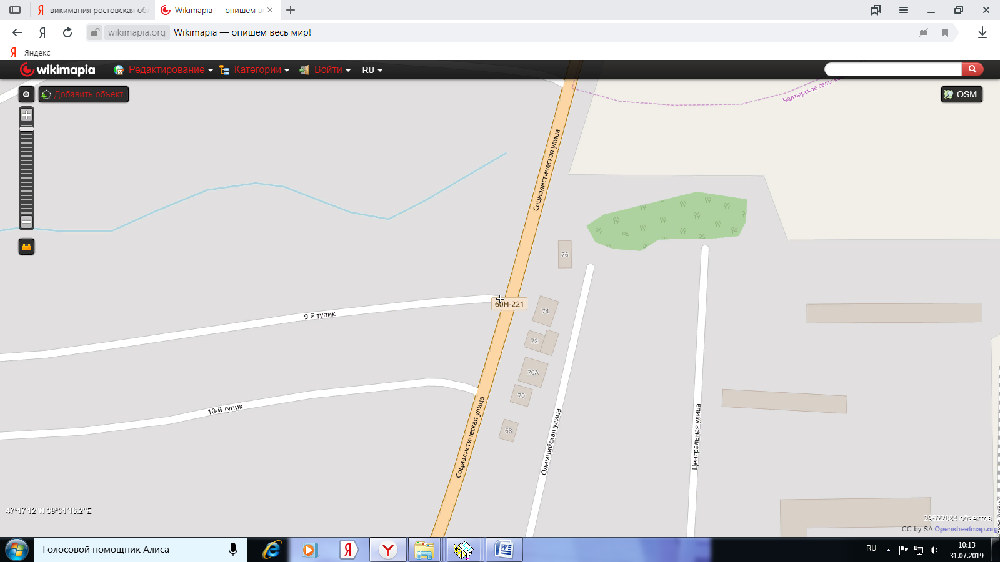 викимапия ростовская обл
Wikimapia — опишем в
wikimapia.org
Wikimapia — опишем весь мир!
Яндекс
wikimapia
Редактирование
Категории
Войти
RU
Добавить объект
OSM
Чалтырское сельск
Социалистическая улица
76
60Н-221
9-й тупик
74
72
70А
70
10-й тупик
68
Социалистическая улица
Олимпийская улица
Центральная улица
47°17'12"N 39°31'16.2"E
29522884 объектов
CC-by-SA Openstreetmap.org
Голосовой помощник Алиса
RU
10:13
31.07.2019